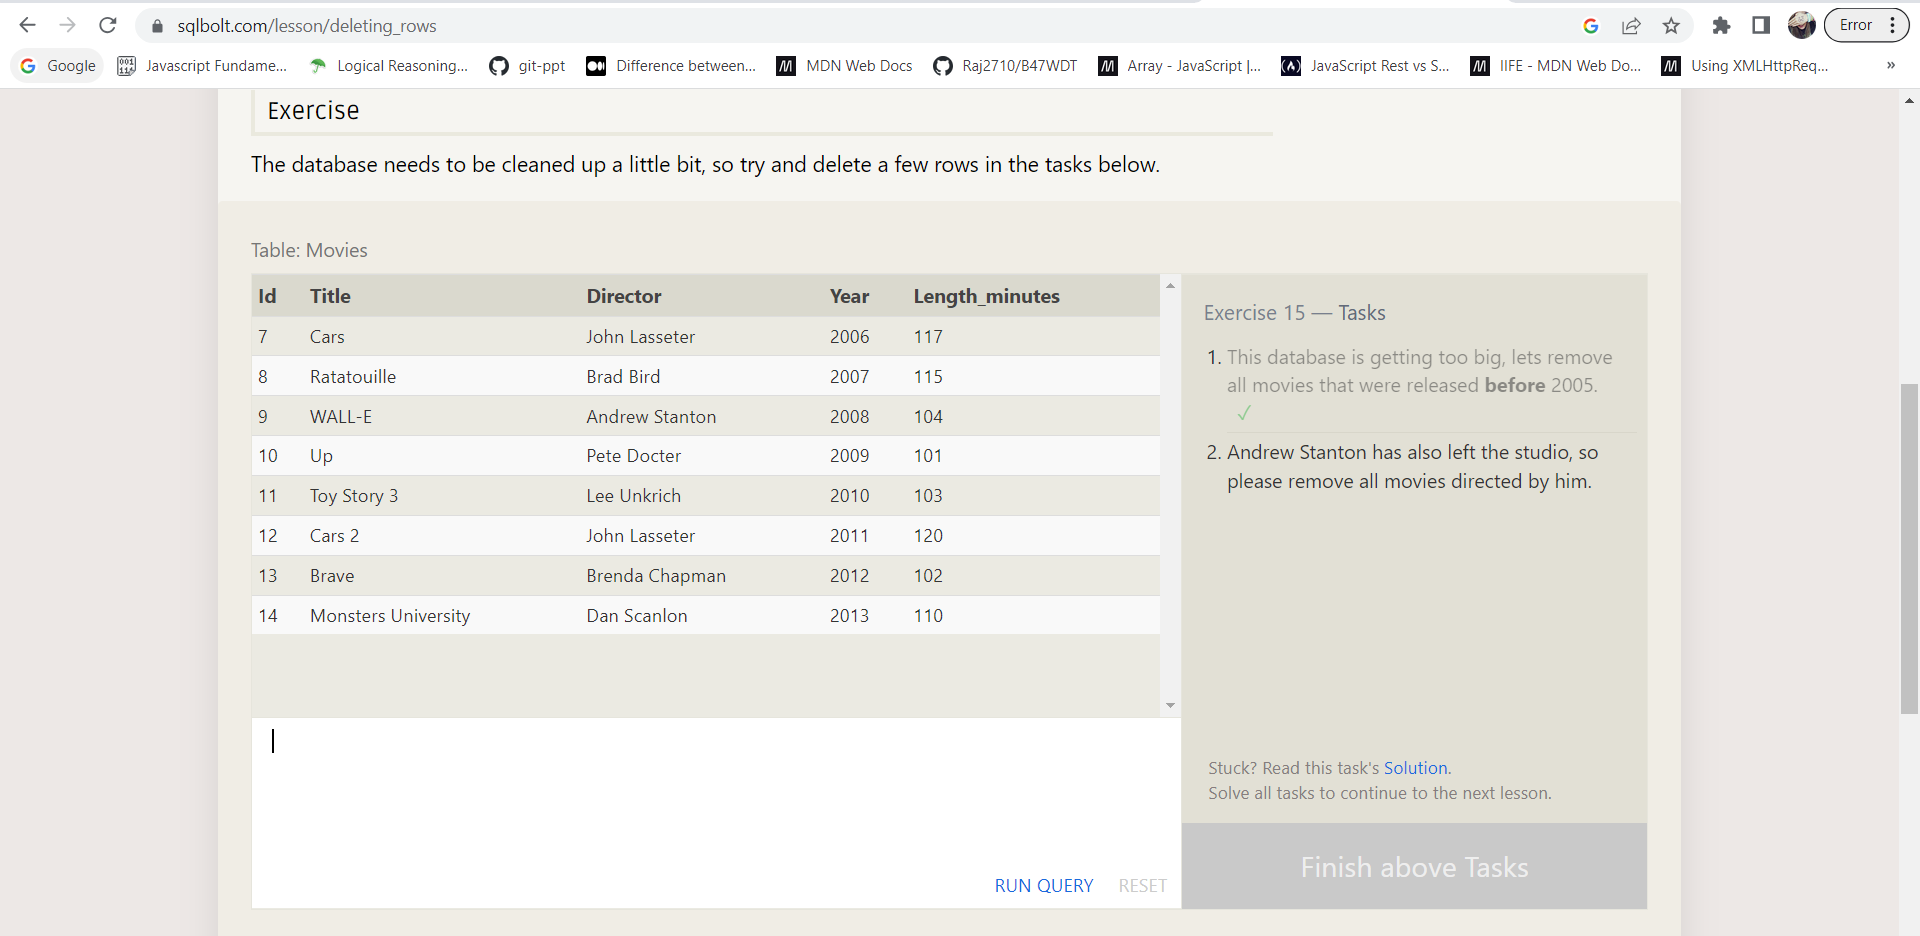 sqlbolt.com/lesson/deleting_rows
Error
Google
Javascript Fundame...
Logical Reasoning...
git-ppt
Difference between...
MDN Web Docs
Raj2710/B47WDT
Array - JavaScript |...
JavaScript Rest vs S...
IIFE - MDN Web Do...
Using XMLHttpReq...
»
Exercise
The database needs to be cleaned up a little bit, so try and delete a few rows in the tasks below.
Table: Movies
Id Title Director Year Length_minutes
7 Cars John Lasseter 2006 117
8 Ratatouille Brad Bird 2007 115
9 WALL-E Andrew Stanton 2008 104
10 Up Pete Docter 2009 101
11 Toy Story 3 Lee Unkrich 2010 103
12 Cars 2 John Lasseter 2011 120
13 Brave Brenda Chapman 2012 102
14 Monsters University Dan Scanlon 2013 110
RUN QUERY RESET
Exercise 15 — Tasks
1. This database is getting too big, lets remove
all movies that were released before 2005.
✓
2. Andrew Stanton has also left the studio, so
please remove all movies directed by him.
Stuck? Read this task's Solution.
Solve all tasks to continue to the next lesson.
Finish above Tasks